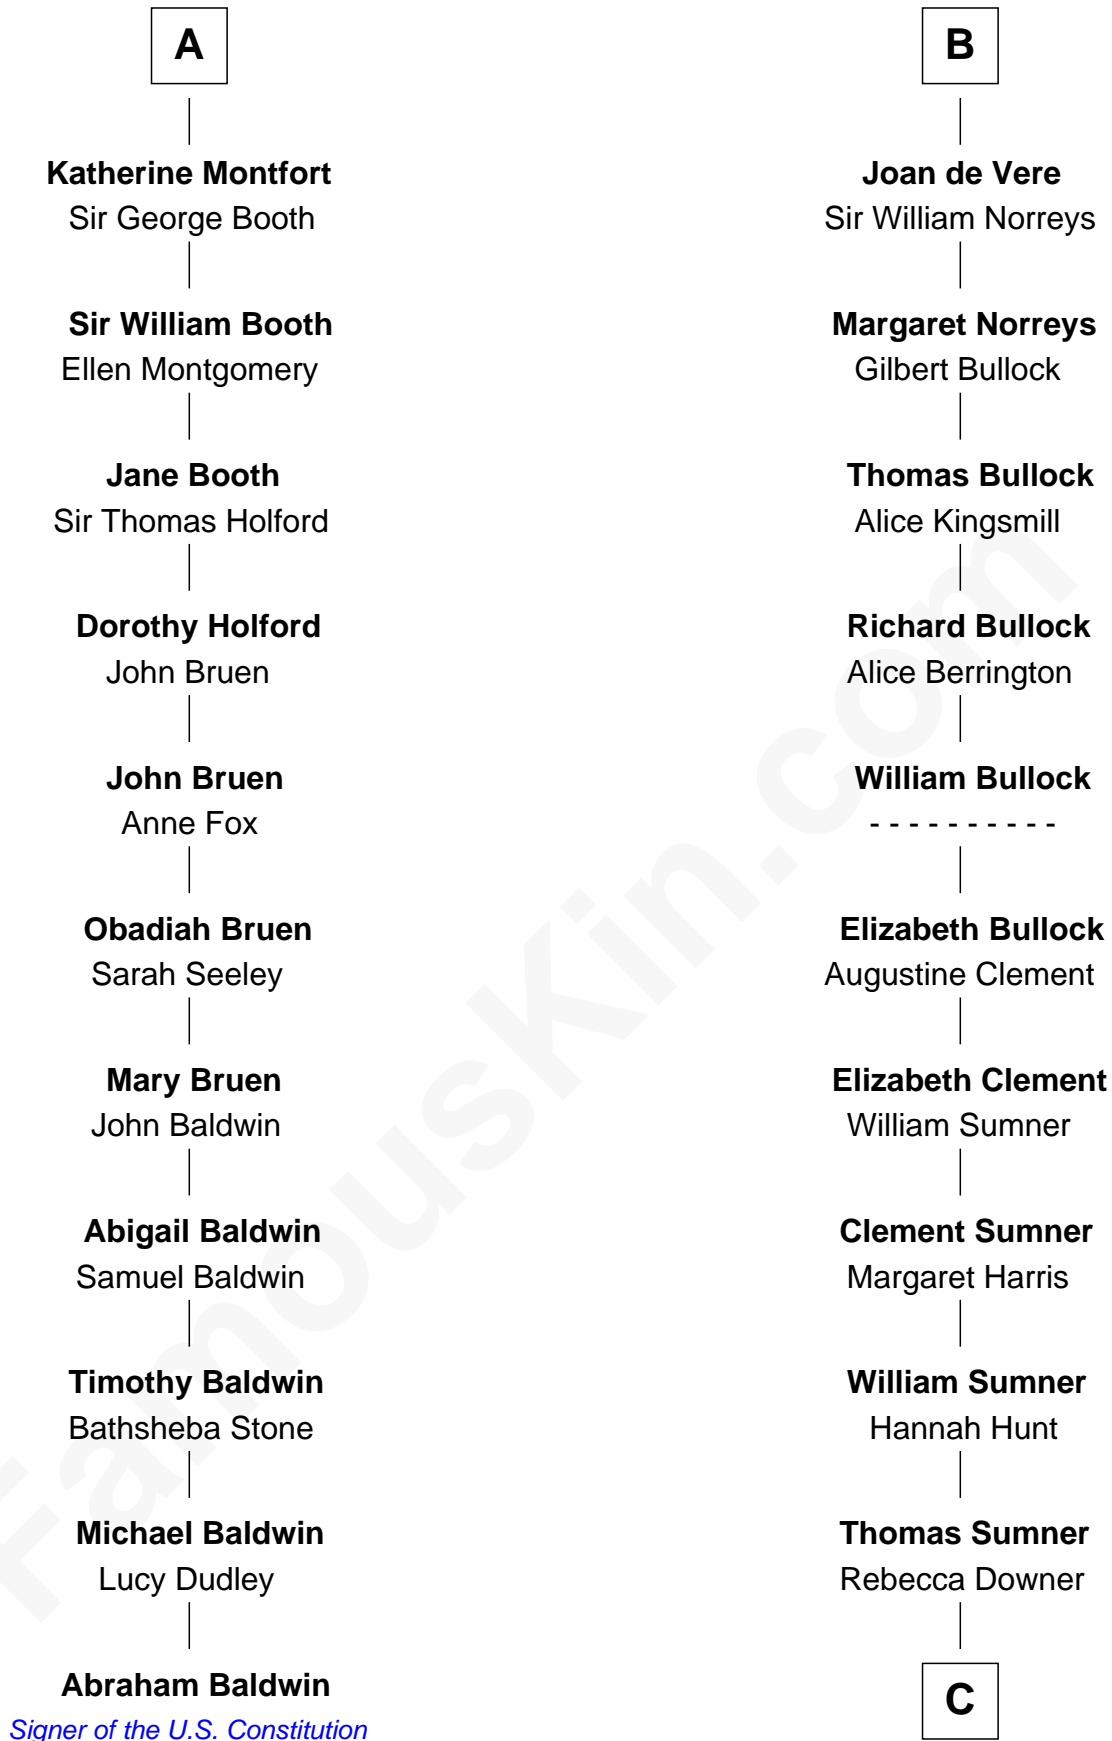 A
Katherine Montfort
Sir George Booth
Sir William Booth
Ellen Montgomery
Jane Booth
Sir Thomas Holford
Dorothy Holford
John Bruen
John Bruen
Anne Fox
Obadiah Bruen
Sarah Seeley
Mary Bruen
John Baldwin
Abigail Baldwin
Samuel Baldwin
Timothy Baldwin
Bathsheba Stone
Michael Baldwin
Lucy Dudley
Abraham Baldwin
Signer of the U.S. Constitution
B
Joan de Vere
Sir William Norreys
Margaret Norreys
Gilbert Bullock
Thomas Bullock
Alice Kingsmill
Richard Bullock
Alice Berrington
William Bullock
- - - - - - - - - -
Elizabeth Bullock
Augustine Clement
Elizabeth Clement
William Sumner
Clement Sumner
Margaret Harris
William Sumner
Hannah Hunt
Thomas Sumner
Rebecca Downer
C
FamousKin.com